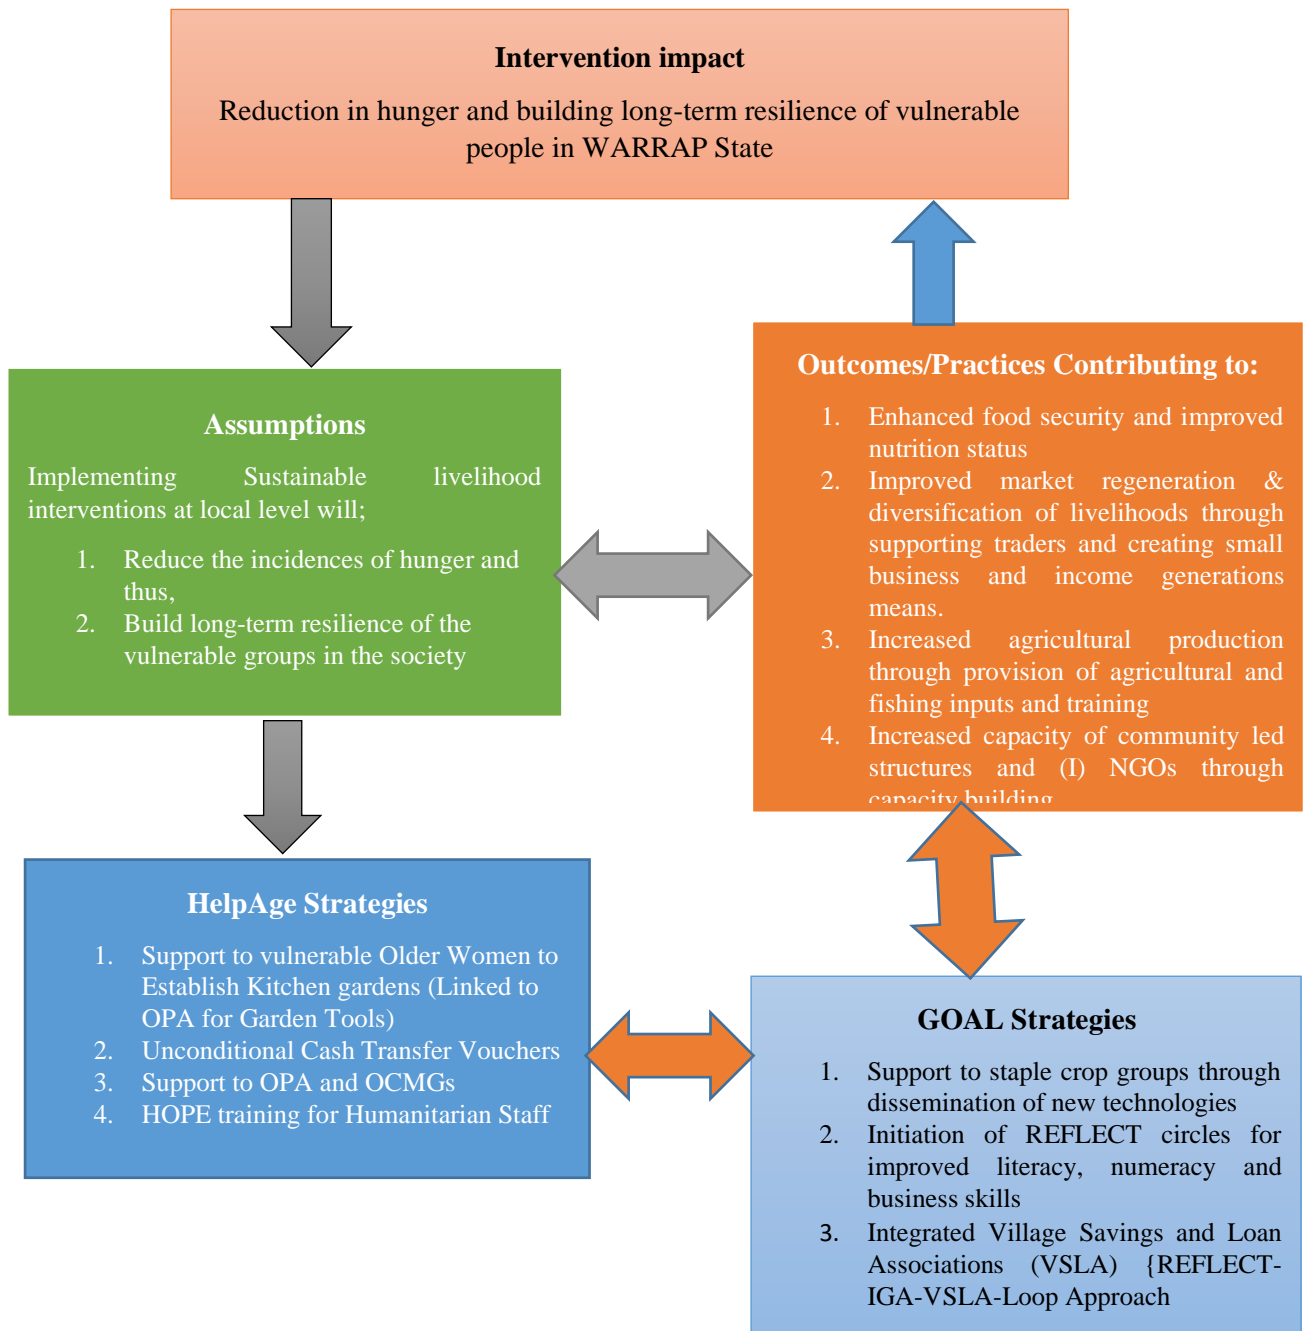 Intervention impact
Reduction in hunger and building long-term resilience of vulnerable
people in WARRAP State
Assumptions
Implementing Sustainable livelihood
interventions at local level will;
1. Reduce the incidences of hunger and
thus,
2. Build long-term resilience of the
vulnerable groups in the society
Outcomes/Practices Contributing to:
1. Enhanced food security and improved
nutrition status
2. Improved market regeneration &
diversification of livelihoods through
supporting traders and creating small
business and income generations
means.
3. Increased agricultural production
through provision of agricultural and
fishing inputs and training
4. Increased capacity of community led
structures and (I) NGOs through
capacity building
HelpAge Strategies
1. Support to vulnerable Older Women to
Establish Kitchen gardens (Linked to
OPA for Garden Tools)
2. Unconditional Cash Transfer Vouchers
3. Support to OPA and OCMGs
4. HOPE training for Humanitarian Staff
GOAL Strategies
1. Support to staple crop groups through
dissemination of new technologies
2. Initiation of REFLECT circles for
improved literacy, numeracy and
business skills
3. Integrated Village Savings and Loan
Associations (VSLA) {REFLECT-
IGA-VSLA-Loop Approach